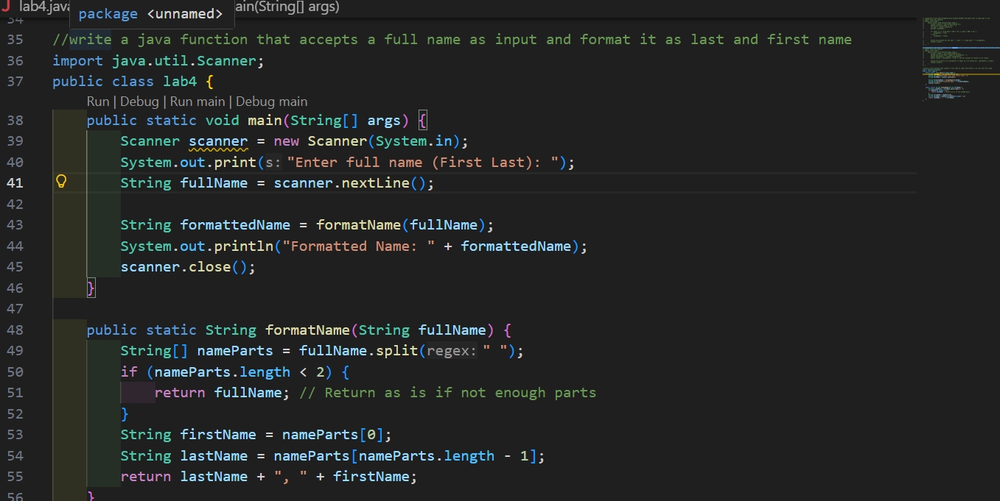 lab4.java
ain(String[] args)
package <unnamed>
34
35 //write a java function that accepts a full name as input and format it as last and first name
36 import java.util.Scanner;
37 public class lab4 {
Run | Debug | Run main | Debug main
38 public static void main(String[] args) {
39 Scanner scanner = new Scanner(System.in);
40 System.out.print(s: "Enter full name (First Last): ");
41 String fullName = scanner.nextLine();
42
43 String formattedName = formatName(fullName);
44 System.out.println("Formatted Name: " + formattedName);
45 scanner.close();
46 }
47
48 public static String formatName(String fullName) {
49 String[] nameParts = fullName.split(regex: " ");
50 if (nameParts.length < 2) {
51 return fullName; // Return as is if not enough parts
52 }
53 String firstName = nameParts[0];
54 String lastName = nameParts[nameParts.length - 1];
55 return lastName + ", " + firstName;
56 }